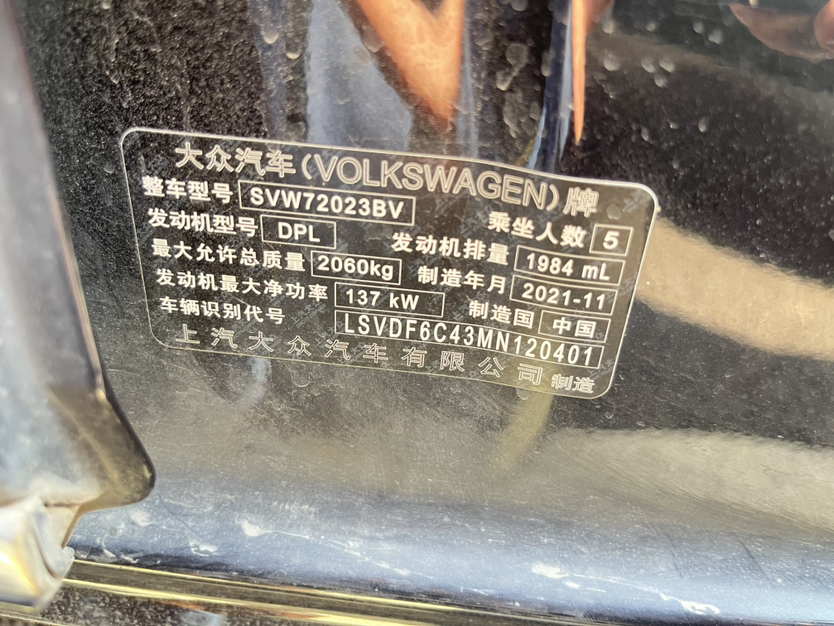 大众汽车(VOLKSWAGEN)牌
整车型号 SVW72023BV 乘坐人数 5
发动机型号 DPL 发动机排量 1984 mL
最大允许总质量 2060kg 制造年月 2021-11
发动机最大净功率 137 kW 制造国 中国
车辆识别代号 LSVDF6C43MN120401
上汽大众汽车有限公司 制造